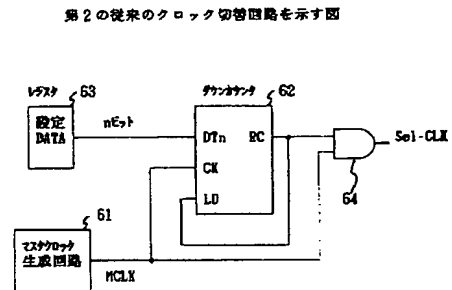 第2の従来のクロック切替回路を示す図
レジスタ 63
設定
DATA
nビット
ダウンカウンタ 62
DTn RC
CK
LD
Sel-CLK
64
61
マスタクロック
生成回路
MCLK